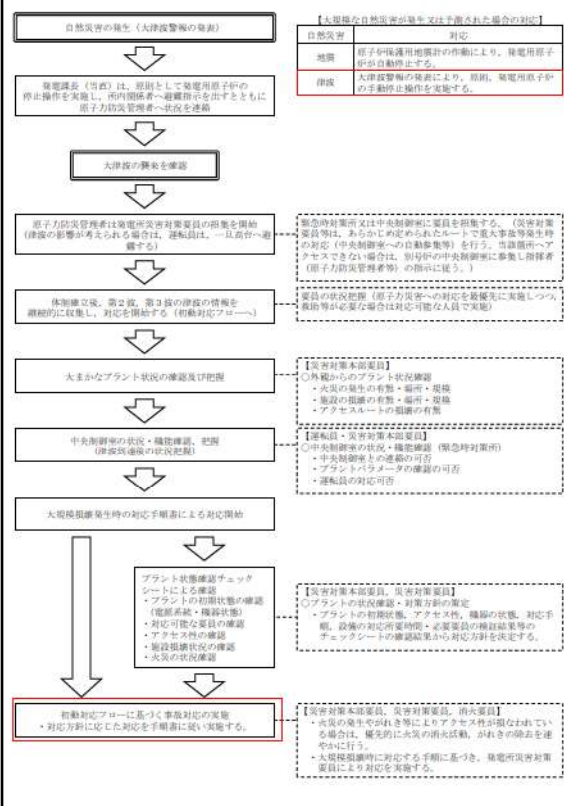 自然災害の発生(大津波警報の発表)
【大規模な自然災害が発生又は予測された場合の対応】
自然災害 対応
地震 原子炉保護用地震計の作動により,発電用原子
炉が自動停止する。
津波 大津波警報の発表により,原則,発電用原子炉
の手動停止操作を実施する。
発電課長(当直)は,原則として発電用原子炉の
停止操作を実施し,所内関係者へ避難指示を出すとともに
原子力防災管理者へ状況を連絡
大津波の襲来を確認
原子力防災管理者は発電所災害対策要員の招集を開始
(津波の影響が考えられる場合は,運転員は,一旦高台へ避
難する)
緊急時対策所又は中央制御室に要員を招集する。(災害対策
要員等は,あらかじめ定められたルートで重大事故等発生時
の対応(中央制御室への自動参集等)を行う。当該箇所へア
クセスできない場合は,別号炉の中央制御室に参集し指揮者
(原子力防災管理者等)の指示に従う。)
体制確立後,第2波,第3波の津波の情報を
継続的に収集し,対応を開始する(初動対応フローへ)
要員の状況把握(原子力災害への対応を最優先に実施しつつ,
救助等が必要な場合は対応可能な人員で実施)
大まかなプラント状況の確認及び把握
【災害対策本部要員】
○外観からのプラント状況確認
・火災の発生の有無・場所・規模
・施設の損壊の有無・場所・規模
・アクセスルートの損壊の有無
中央制御室の状況・機能確認,把握
(津波到達後の状況把握)
【運転員・災害対策本部要員】
○中央制御室の状況・機能確認(緊急時対策所)
・中央制御室との連絡の可否
・プラントパラメータの確認の可否
・運転員の対応可否
大規模損壊発生時の対応手順書による対応開始
プラント状態確認チェック
シートによる確認
・プラントの初期状態の確認
(電源系統・機器状態)
・対応可能な要員の確認
・アクセス性の確認
・施設損壊状況の確認
・火災の状況確認
【災害対策本部要員,災害対策要員】
○プラントの状況確認・対策方針の策定
・プラントの初期状態,アクセス性,機器の状態,対応手
順,設備の対応所要時間・必要要員の検証結果等の
チェックシートの確認結果から対応方針を決定する。
初動対応フローに基づく事故対応の実施
・対応方針に応じた対応を手順書に従い実施する。
【災害対策本部要員,災害対策要員,消火要員】
・火災の発生やがれき等によりアクセス性が損なわれてい
る場合は,優先的に火災の消火活動,がれきの除去を速
やかに行う。
・大規模損壊時に対応する手順に基づき,発電所災害対策
要員により対応を実施する。